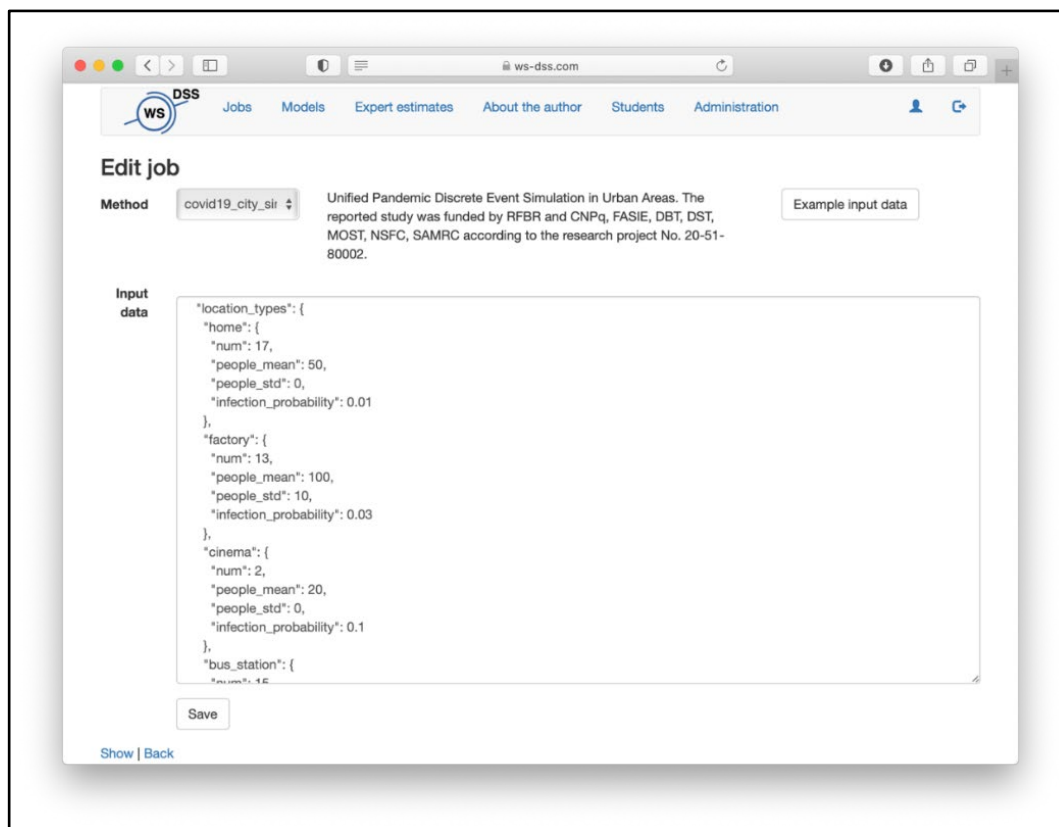 ws-dss.com
WS DSS
Jobs Models Expert estimates About the author Students Administration
Edit job
Method covid19_city_sir
Unified Pandemic Discrete Event Simulation in Urban Areas. The
reported study was funded by RFBR and CNPq, FASIE, DBT, DST,
MOST, NSFC, SAMRC according to the research project No. 20-51-
80002.
Example input data
Input
data
"location_types": {
"home": {
"num": 17,
"people_mean": 50,
"people_std": 0,
"infection_probability": 0.01
},
"factory": {
"num": 13,
"people_mean": 100,
"people_std": 10,
"infection_probability": 0.03
},
"cinema": {
"num": 2,
"people_mean": 20,
"people_std": 0,
"infection_probability": 0.1
},
"bus_station": {
"num": 15,
Save
Show | Back